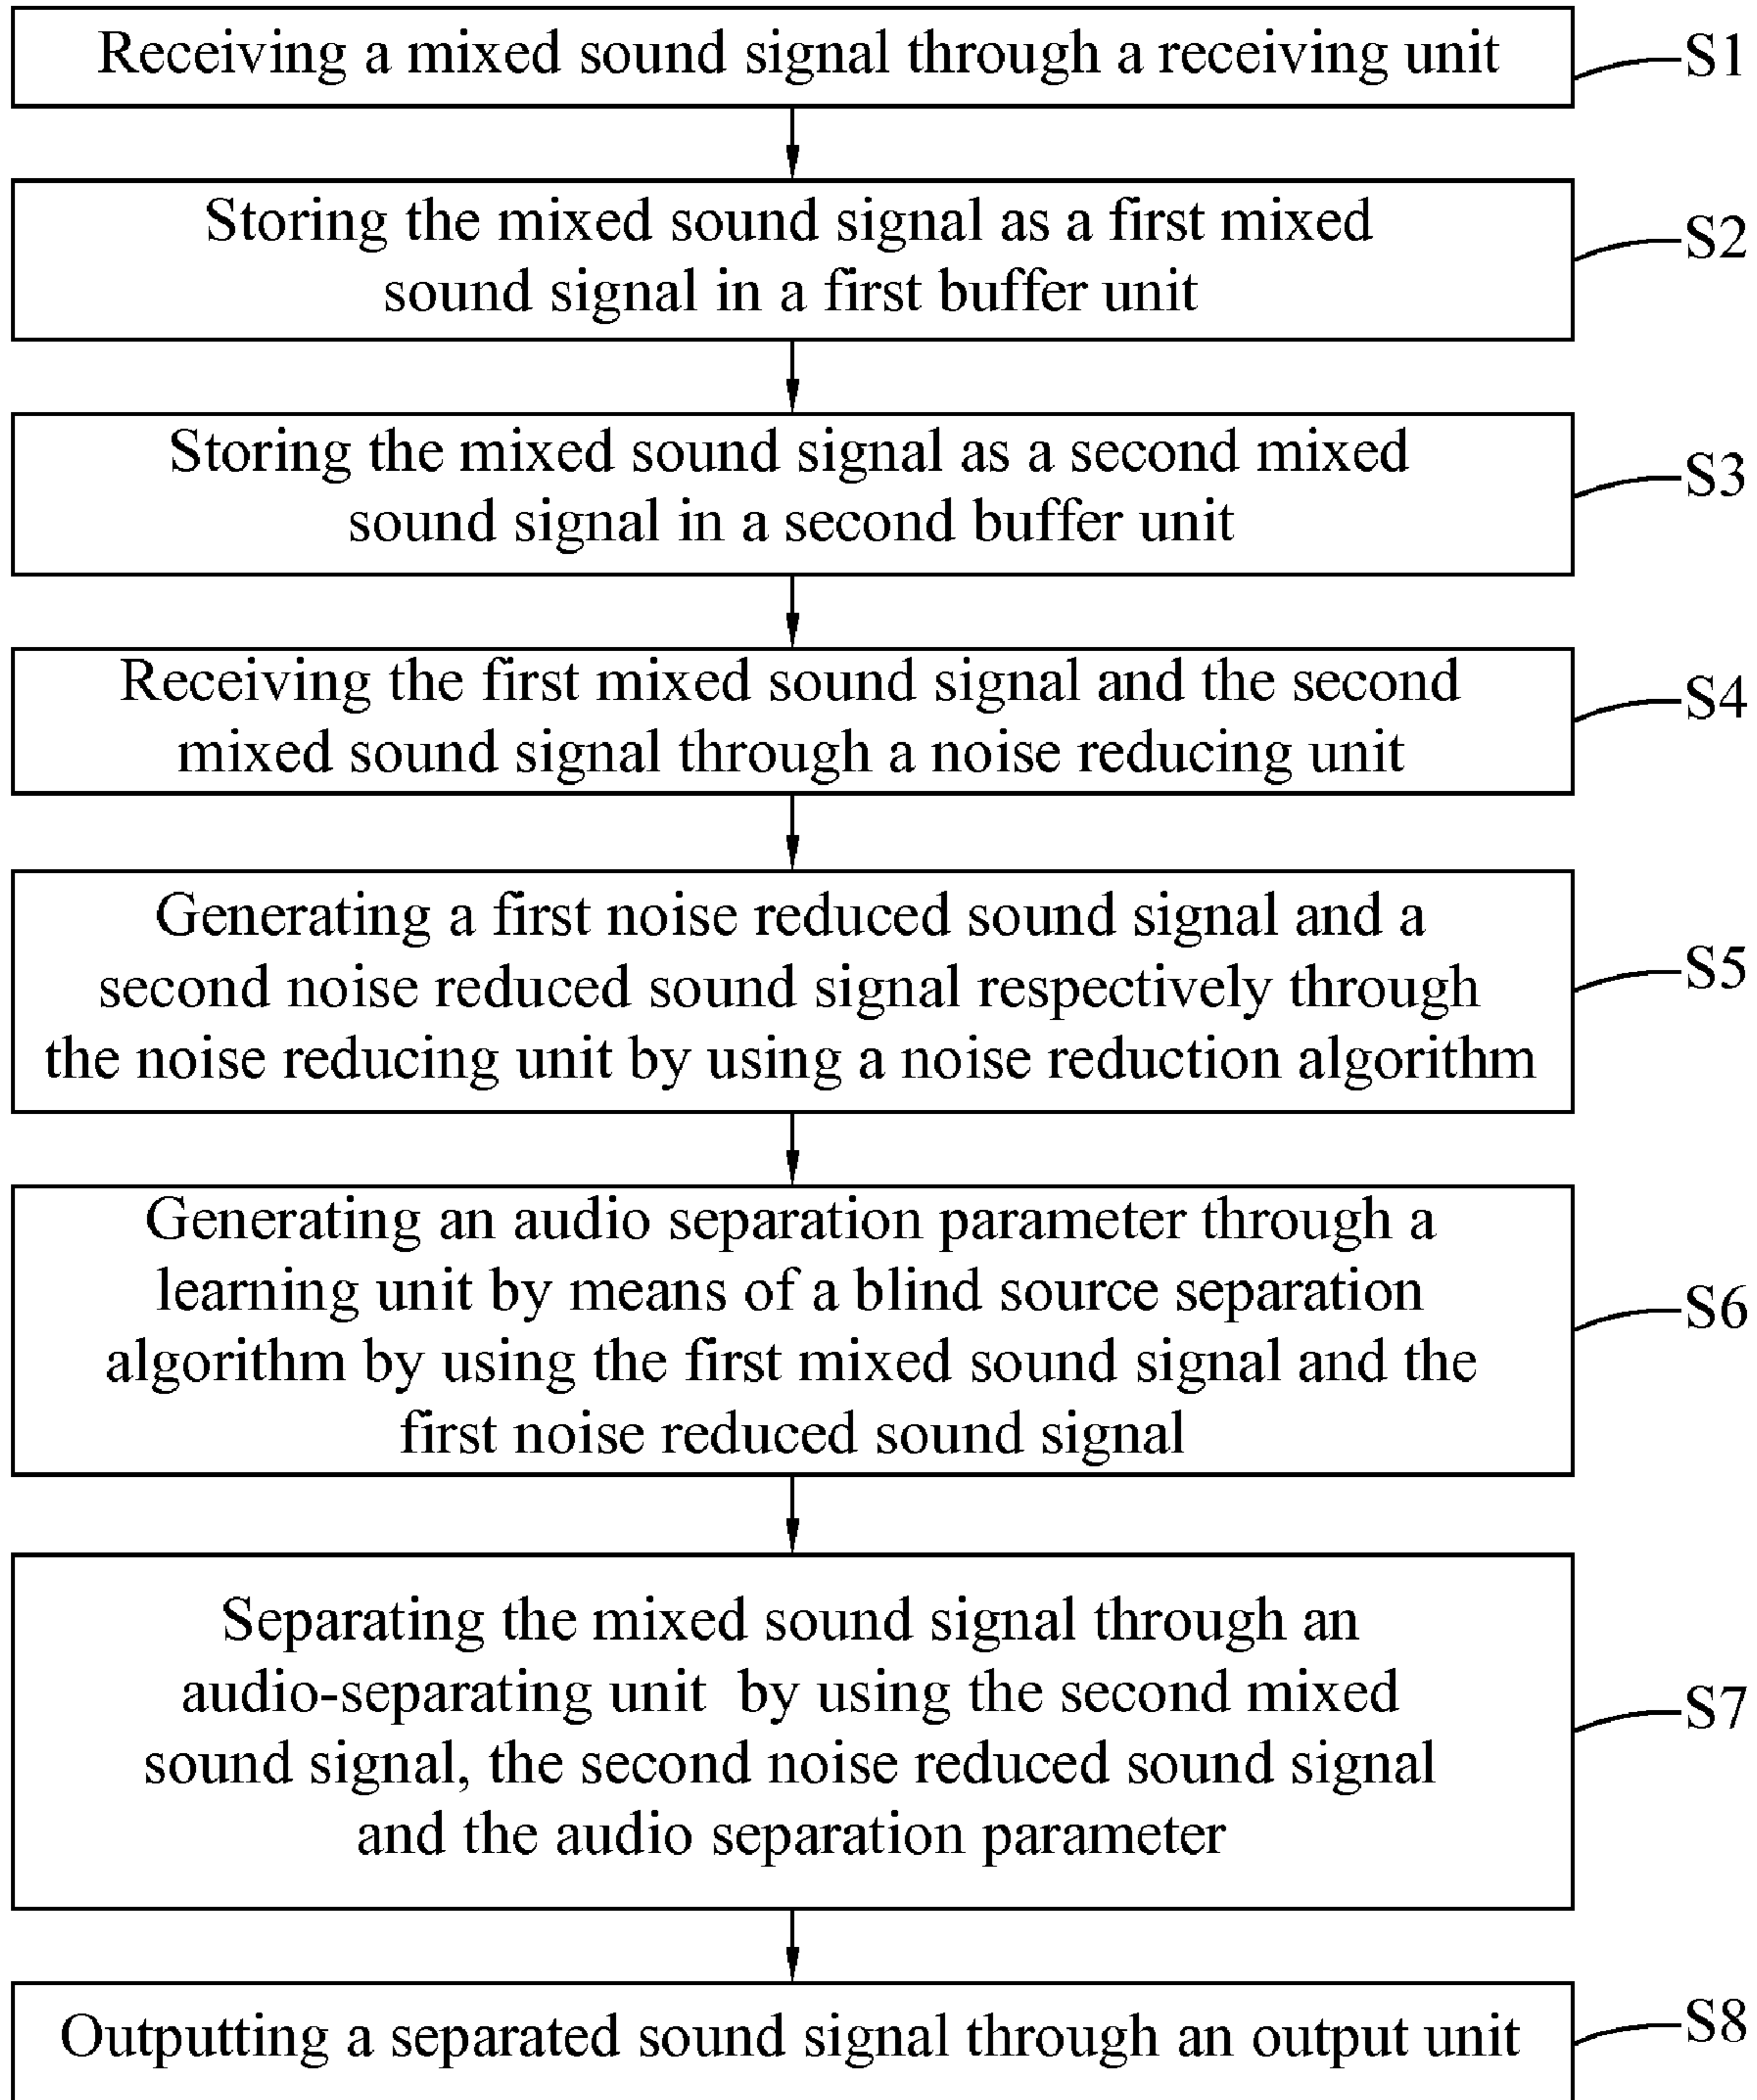 Receiving a mixed sound signal through a receiving unit
S1
Storing the mixed sound signal as a first mixed
sound signal in a first buffer unit
S2
Storing the mixed sound signal as a second mixed
sound signal in a second buffer unit
S3
Receiving the first mixed sound signal and the second
mixed sound signal through a noise reducing unit
S4
Generating a first noise reduced sound signal and a
second noise reduced sound signal respectively through
the noise reducing unit by using a noise reduction algorithm
S5
Generating an audio separation parameter through a
learning unit by means of a blind source separation
algorithm by using the first mixed sound signal and the
first noise reduced sound signal
S6
Separating the mixed sound signal through an
audio-separating unit by using the second mixed
sound signal, the second noise reduced sound signal
and the audio separation parameter
S7
Outputting a separated sound signal through an output unit
S8